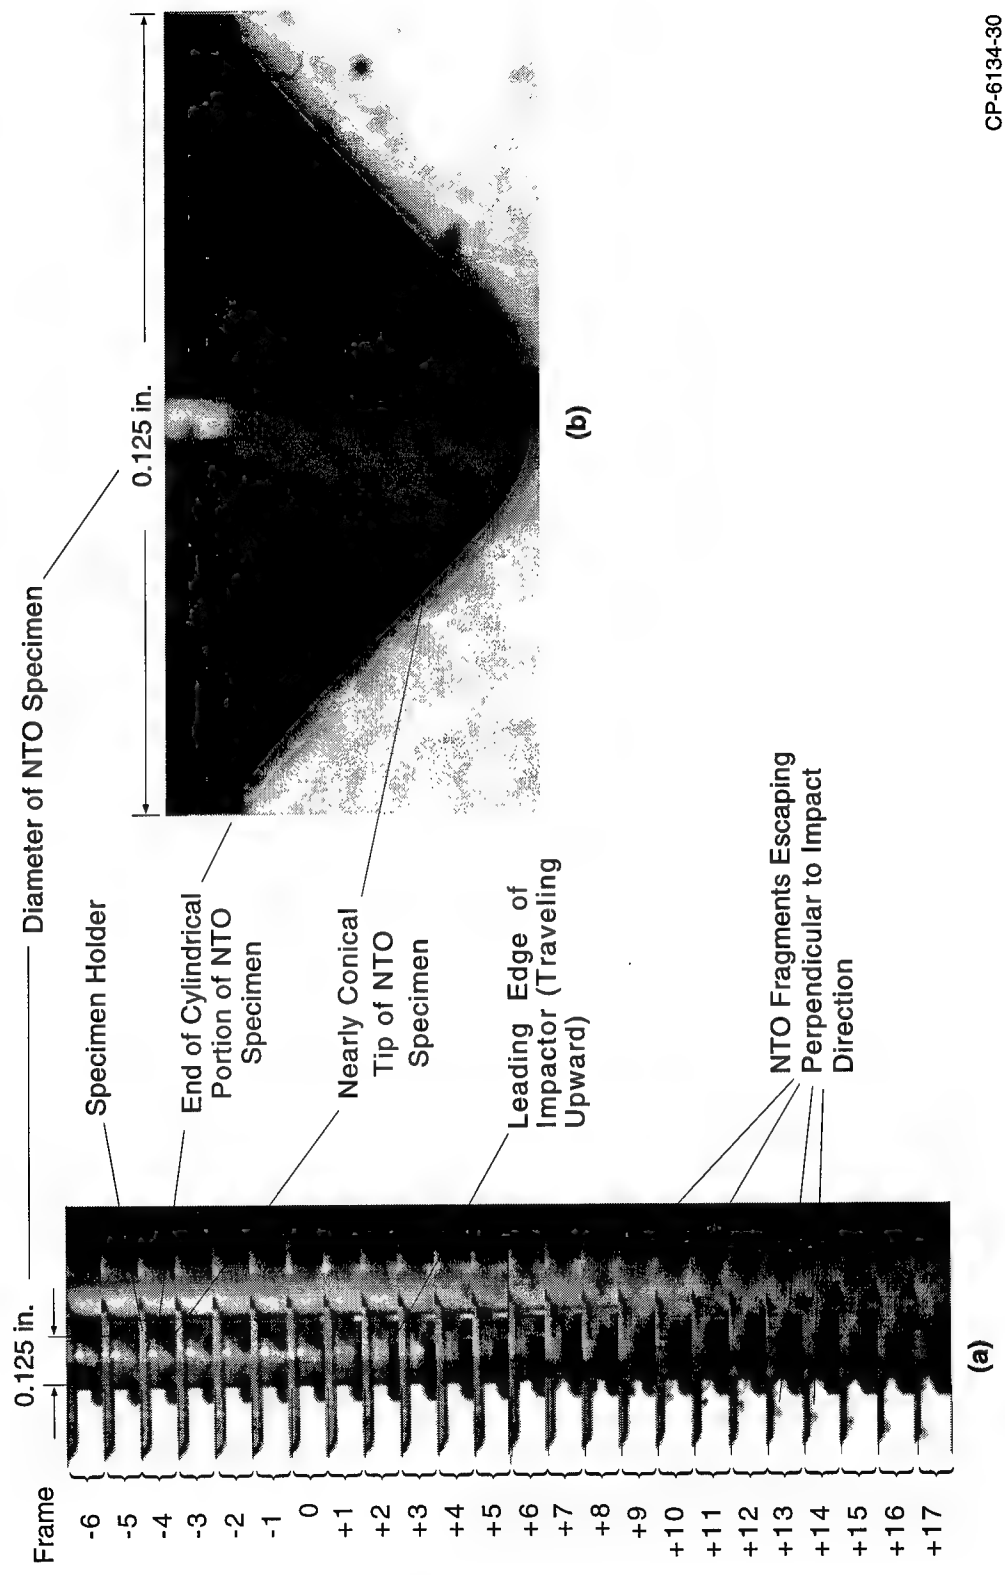 Diameter of NTO Specimen
0.125 in.
0.125 in.
Specimen Holder
End of Cylindrical
Portion of NTO
Specimen
Nearly Conical
Tip of NTO
Specimen
Leading Edge of
Impactor (Traveling
Upward)
NTO Fragments Escaping
Perpendicular to Impact
Direction
Frame
-6
-5
-4
-3
-2
-1
0
+1
+2
+3
+4
+5
+6
+7
+8
+9
+10
+11
+12
+13
+14
+15
+16
+17
(a)
(b)
CP-6134-30